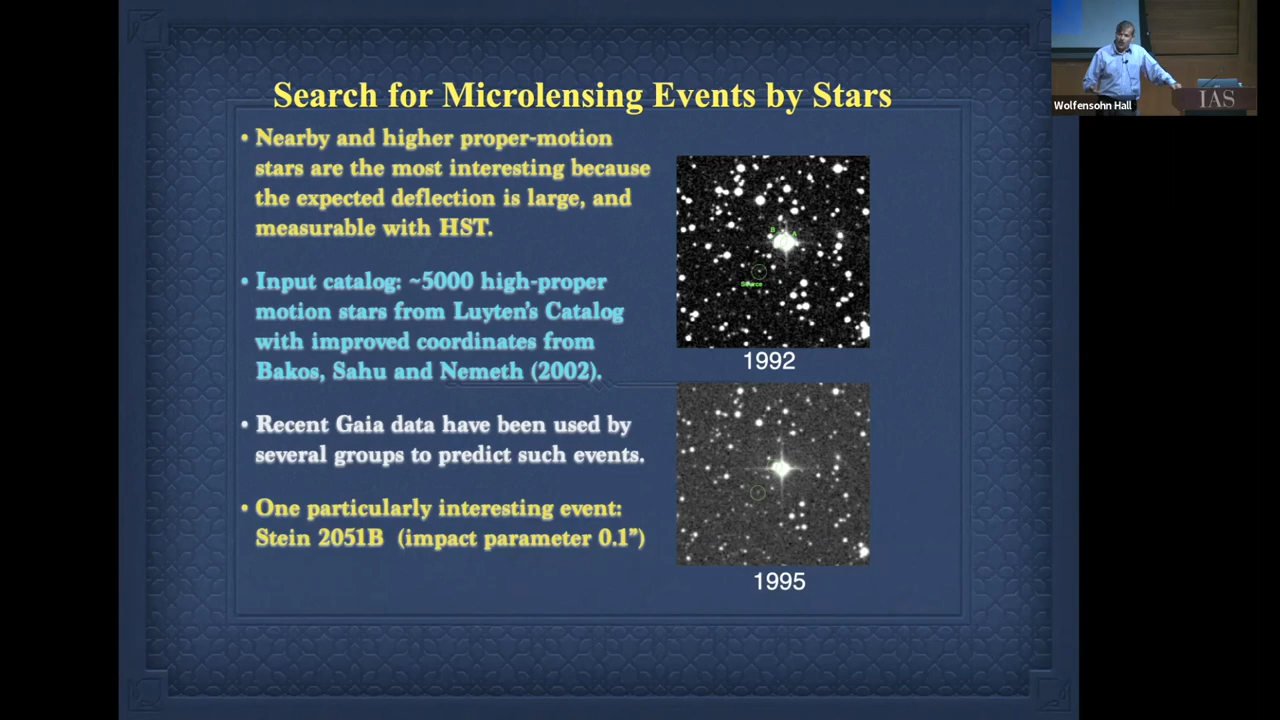 Search for Microlensing Events by Stars
• Nearby and higher proper-motion
stars are the most interesting because
the expected deflection is large, and
measurable with HST.
• Input catalog: ~5000 high-proper
motion stars from Luyten's Catalog
with improved coordinates from
Bakos, Sahu and Nemeth (2002).
• Recent Gaia data have been used by
several groups to predict such events.
• One particularly interesting event:
Stein 2051B (impact parameter 0.1”)
B A
Source
1992
1995
IAS
Wolfensohn Hall